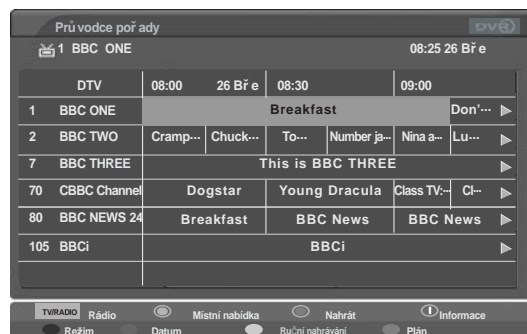 Průvodce pořady DVR
1 BBC ONE 08:25 26 Bře
DTV 08:00 26 Bře 08:30 09:00
1 BBC ONE Breakfast Don'···
2 BBC TWO Cramp··· Chuck··· To··· Number ja··· Nina a··· Lu···
7 BBC THREE This is BBC THREE
70 CBBC Channel Dogstar Young Dracula Class TV:··· Cl···
80 BBC NEWS 24 Breakfast BBC News BBC News
105 BBCi BBCi
TV/RADIO Rádio Místní nabídka Nahrát Informace
Režim Datum Ruční nahrávání Plán